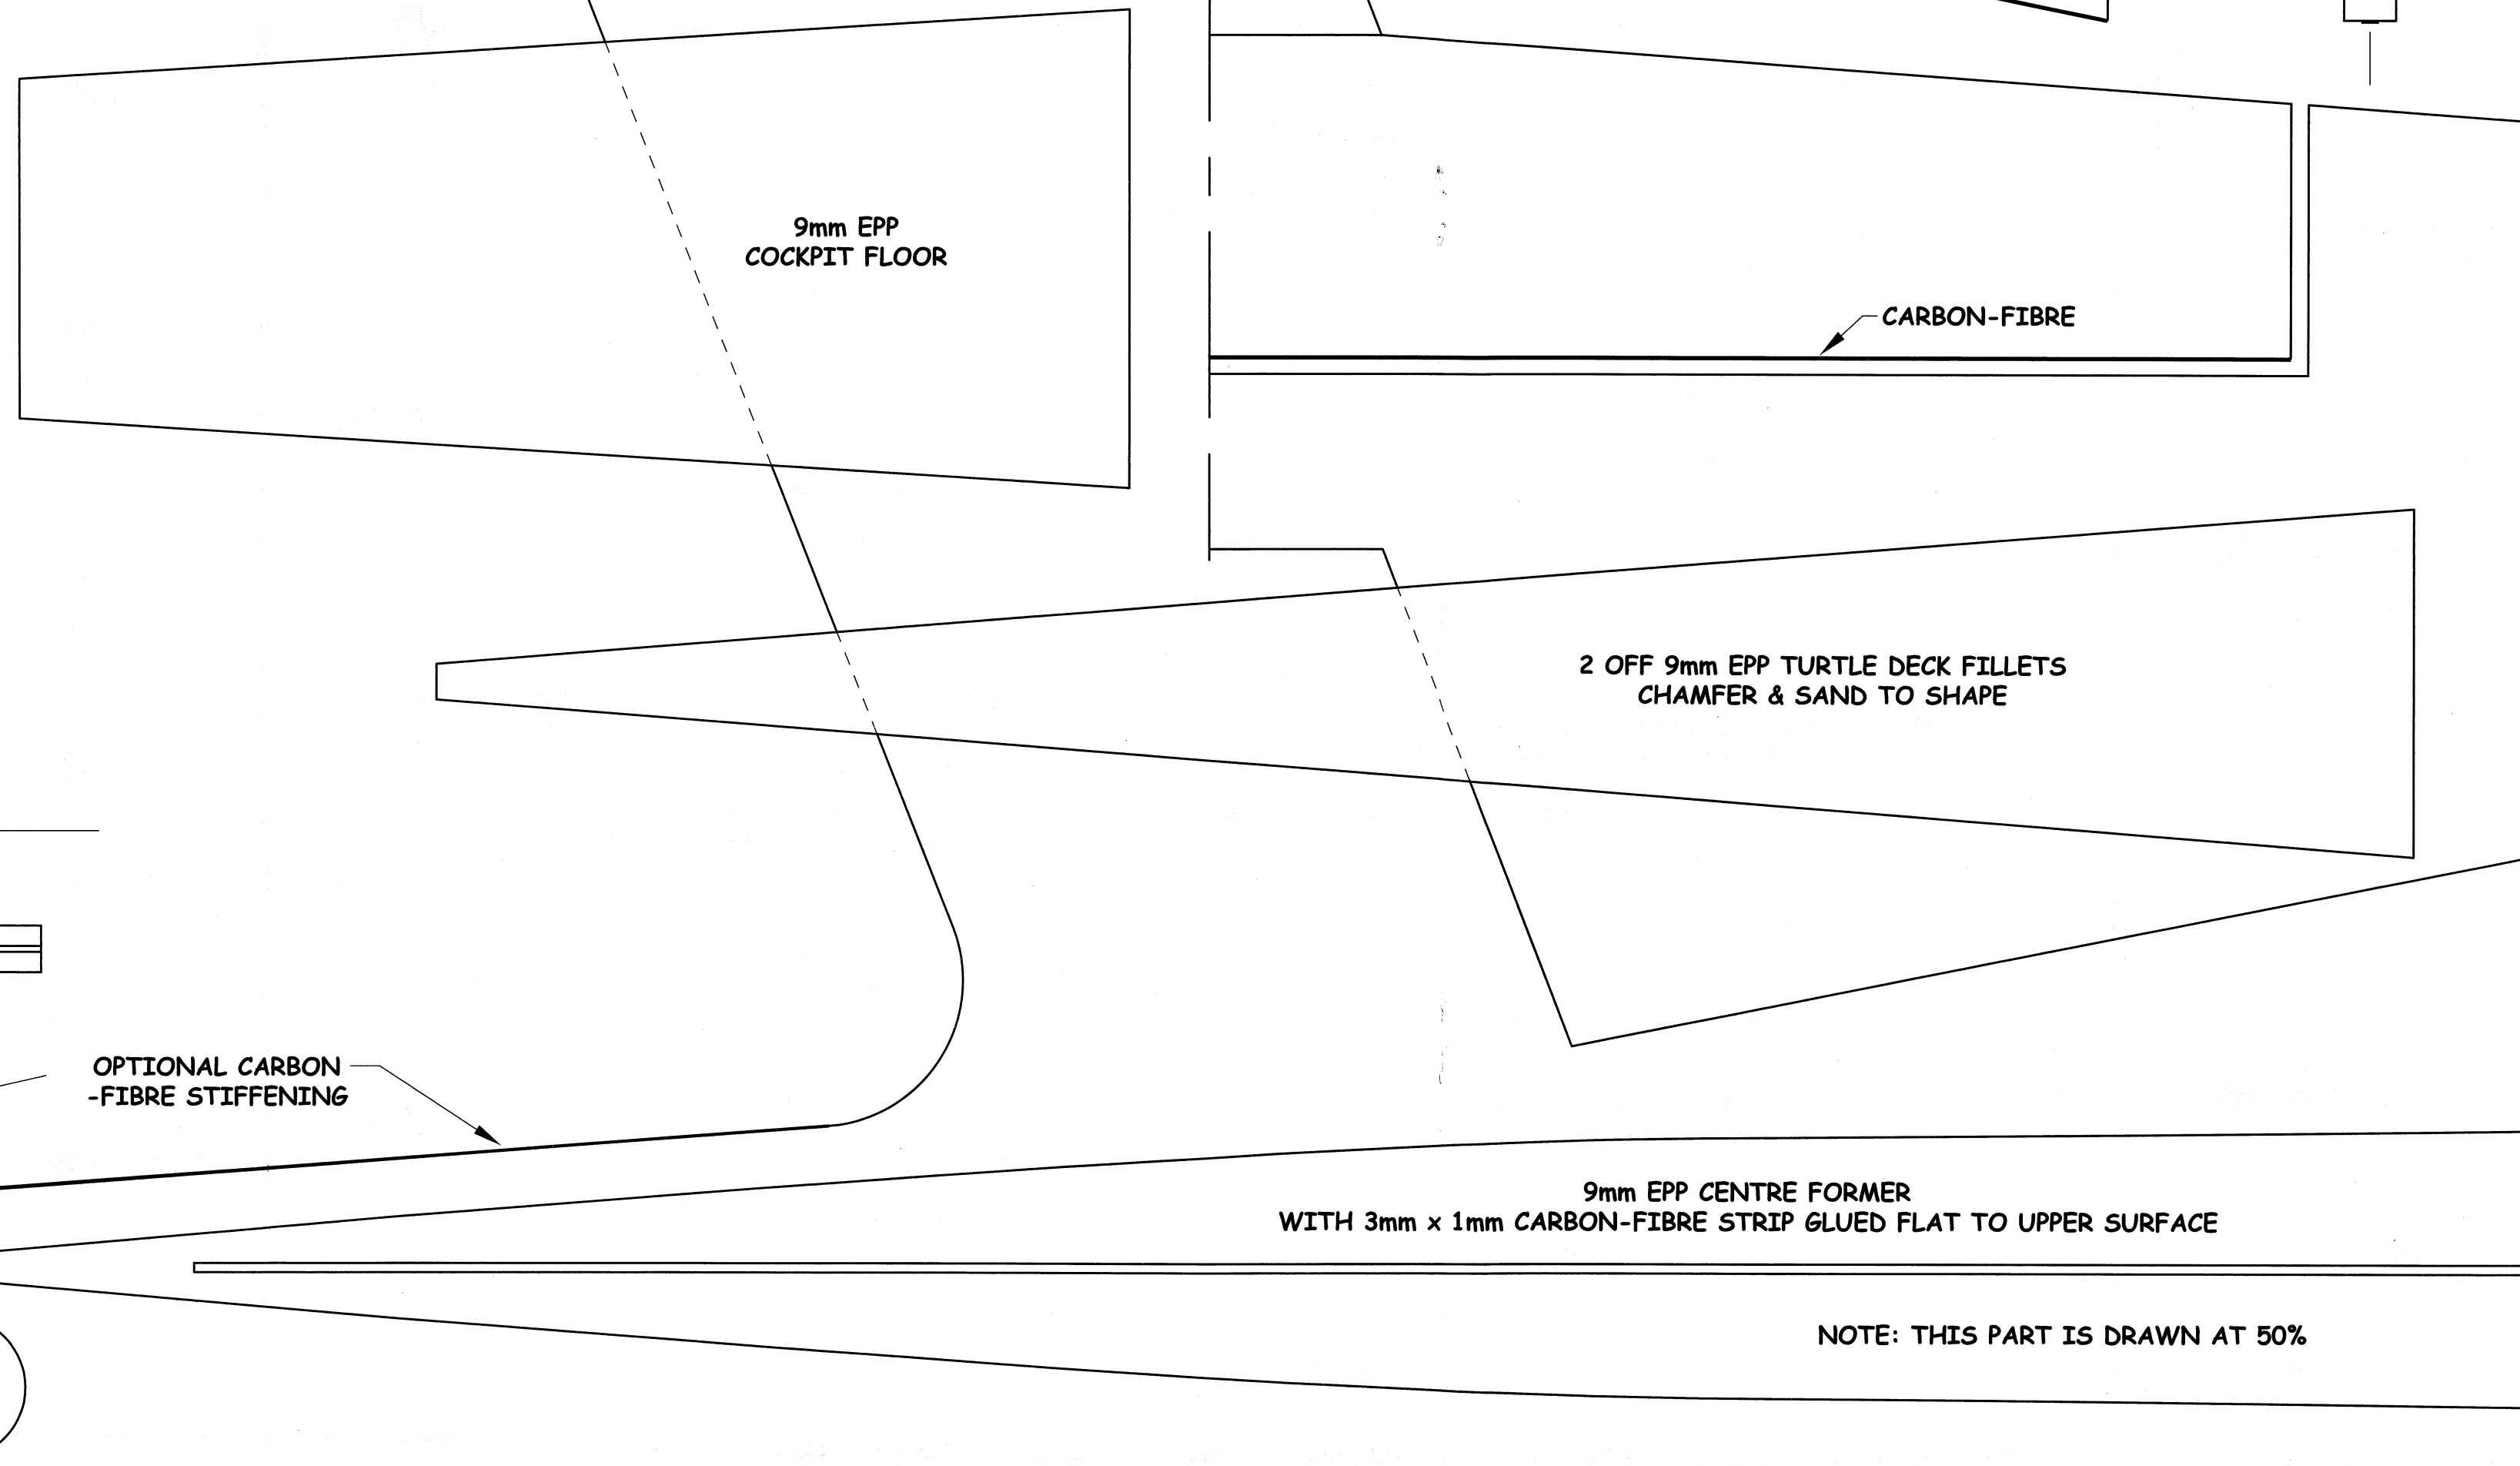 9mm EPP
COCKPIT FLOOR
CARBON-FIBRE
2 OFF 9mm EPP TURTLE DECK FILLETS
CHAMFER & SAND TO SHAPE
OPTIONAL CARBON
-FIBRE STIFFENING
9mm EPP CENTRE FORMER
WITH 3mm x 1mm CARBON-FIBRE STRIP GLUED FLAT TO UPPER SURFACE
NOTE: THIS PART IS DRAWN AT 50%